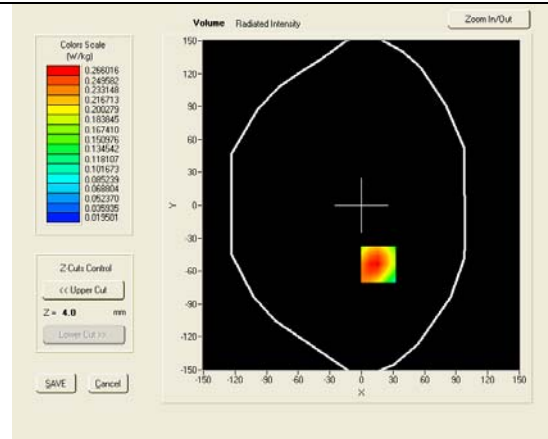 Volume Radiated Intensity
Zoom In/Out
Colors Scale
(W/kg)
0.266016
0.249582
0.233148
0.216713
0.200279
0.183845
0.167410
0.150976
0.134542
0.118107
0.101673
0.085239
0.068804
0.052370
0.035935
0.019501
Z-Cuts Control
<< Upper Cut
Z = 4.0 mm
Lower Cut >>
SAVE Cancel
150-
90-
60-
30-
0-
-30-
-60-
-90-
-120-
-150-
Y
-150 -120 -90 -60 -30 0 30 60 90 120 150
X